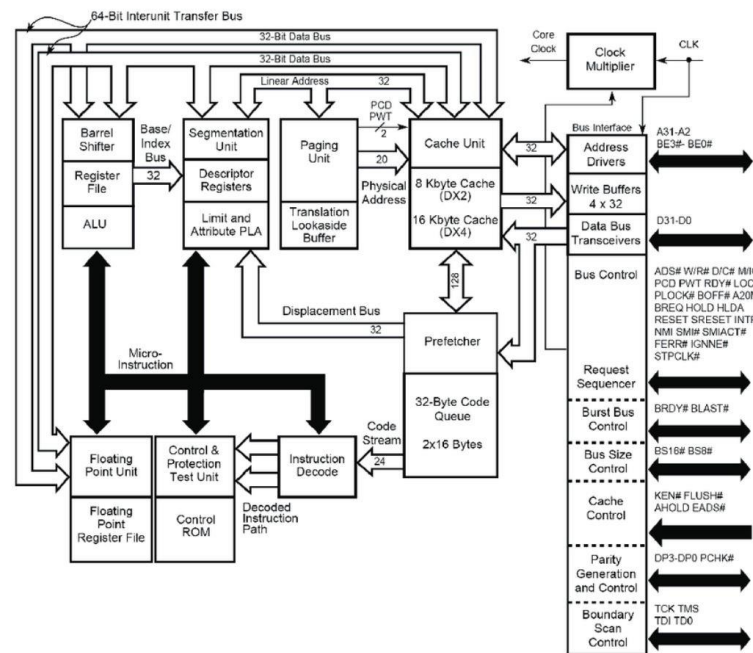 64-Bit Interunit Transfer Bus
32-Bit Data Bus
32-Bit Data Bus
Linear Address
32
Core
Clock
Clock
Multiplier
CLK
Barrel
Shifter
Register
File
ALU
Base/
Index
Bus
32
Segmentation
Unit
Descriptor
Registers
Limit and
Attribute PLA
Paging
Unit
Translation
Lookaside
Buffer
PCD
PWT
2
20
Physical
Address
Cache Unit
8 Kbyte Cache
(DX2)
16 Kbyte Cache
(DX4)
32
32
32
128
Bus Interface
Address
Drivers
A31-A2
BE3#- BE0#
Write Buffers
4 x 32
Data Bus
Transceivers
D31-D0
Bus Control
ADS# W/R# D/C# M/I
PCD PWT RDY# LOC
PLOCK# BOFF# A20
BREQ HOLD HLDA
RESET SRESET INT
NMI SMI# SMIACT#
FERR# IGNNE#
STPCLK#
Request
Sequencer
Displacement Bus
32
Prefetcher
32-Byte Code
Queue
2x16 Bytes
Micro-
Instruction
Code
Stream
24
Floating
Point Unit
Floating
Point
Register File
Control &
Protection
Test Unit
Control
ROM
Instruction
Decode
Decoded
Instruction
Path
Burst Bus
Control
BRDY# BLAST#
Bus Size
Control
BS16# BS8#
Cache
Control
KEN# FLUSH#
AHOLD EADS#
Parity
Generation
and Control
DP3-DP0 PCHK#
Boundary
Scan
Control
TCK TMS
TDI TD0